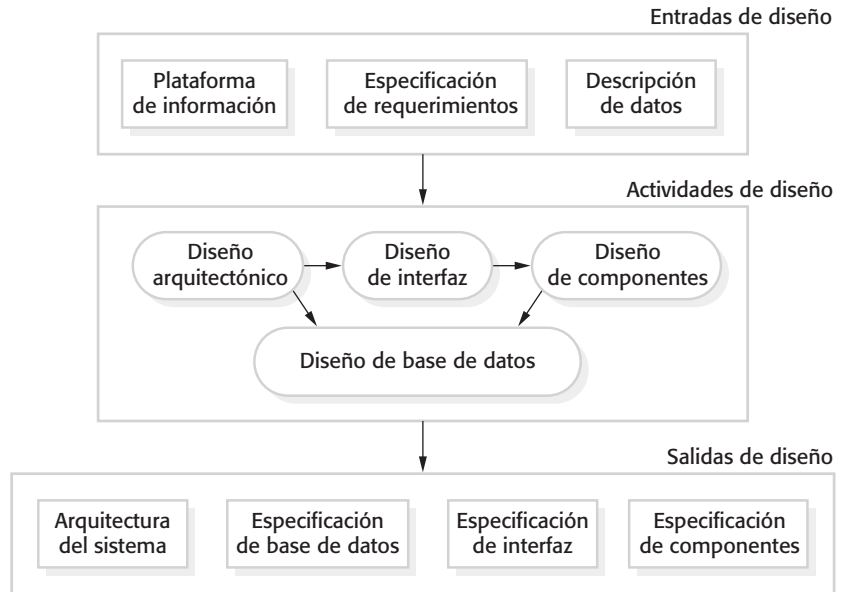 Entradas de diseño
Plataforma
de información
Especificación
de requerimientos
Descripción
de datos
Actividades de diseño
Diseño
arquitectónico
Diseño
de interfaz
Diseño
de componentes
Diseño de base de datos
Salidas de diseño
Arquitectura
del sistema
Especificación
de base de datos
Especificación
de interfaz
Especificación
de componentes